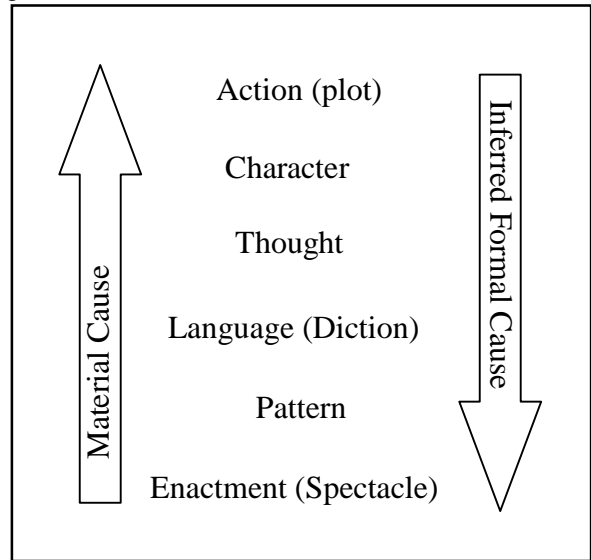 Action (plot)
Character
Thought
Language (Diction)
Pattern
Enactment (Spectacle)
Material Cause
Inferred Formal Cause